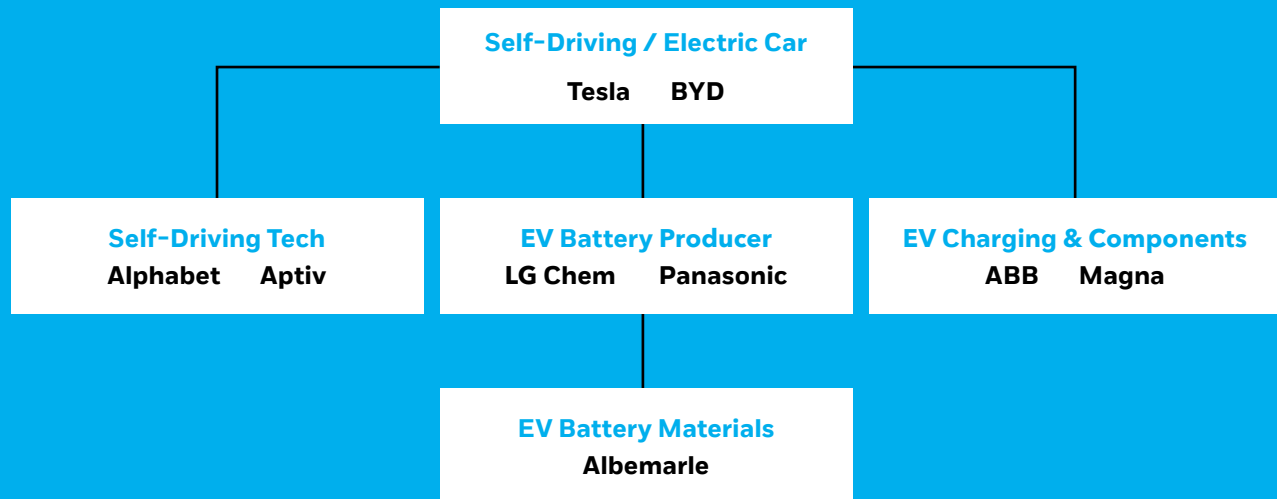 Self-Driving / Electric Car
Tesla BYD
Self-Driving Tech
Alphabet Aptiv
EV Battery Producer
LG Chem Panasonic
EV Charging & Components
ABB Magna
EV Battery Materials
Albemarle